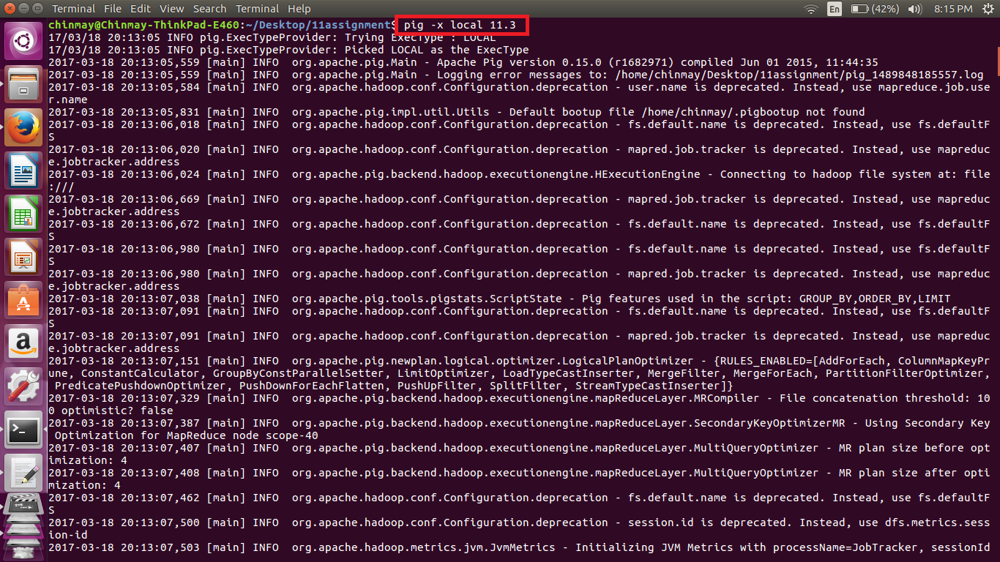 Terminal File Edit View Search Terminal Help En (42%) 8:15 PM
chinmay@Chinmay-ThinkPad-E460:~/Desktop/11assignment$ pig -x local 11.3
17/03/18 20:13:05 INFO pig.ExecTypeProvider: Trying ExecType : LOCAL
17/03/18 20:13:05 INFO pig.ExecTypeProvider: Picked LOCAL as the ExecType
2017-03-18 20:13:05,559 [main] INFO  org.apache.pig.Main - Apache Pig version 0.15.0 (r1682971) compiled Jun 01 2015, 11:44:35
2017-03-18 20:13:05,559 [main] INFO  org.apache.pig.Main - Logging error messages to: /home/chinmay/Desktop/11assignment/pig_1489848185557.log
2017-03-18 20:13:05,584 [main] INFO  org.apache.hadoop.conf.Configuration.deprecation - user.name is deprecated. Instead, use mapreduce.job.use
r.name
2017-03-18 20:13:05,831 [main] INFO  org.apache.pig.impl.util.Utils - Default bootup file /home/chinmay/.pigbootup not found
2017-03-18 20:13:06,018 [main] INFO  org.apache.hadoop.conf.Configuration.deprecation - fs.default.name is deprecated. Instead, use fs.defaultF
S
2017-03-18 20:13:06,020 [main] INFO  org.apache.hadoop.conf.Configuration.deprecation - mapred.job.tracker is deprecated. Instead, use mapreduc
e.jobtracker.address
2017-03-18 20:13:06,024 [main] INFO  org.apache.pig.backend.hadoop.executionengine.HExecutionEngine - Connecting to hadoop file system at: file
:///
2017-03-18 20:13:06,669 [main] INFO  org.apache.hadoop.conf.Configuration.deprecation - mapred.job.tracker is deprecated. Instead, use mapreduc
e.jobtracker.address
2017-03-18 20:13:06,672 [main] INFO  org.apache.hadoop.conf.Configuration.deprecation - fs.default.name is deprecated. Instead, use fs.defaultF
S
2017-03-18 20:13:06,980 [main] INFO  org.apache.hadoop.conf.Configuration.deprecation - fs.default.name is deprecated. Instead, use fs.defaultF
S
2017-03-18 20:13:06,980 [main] INFO  org.apache.hadoop.conf.Configuration.deprecation - mapred.job.tracker is deprecated. Instead, use mapreduc
e.jobtracker.address
2017-03-18 20:13:07,038 [main] INFO  org.apache.pig.tools.pigstats.ScriptState - Pig features used in the script: GROUP_BY,ORDER_BY,LIMIT
2017-03-18 20:13:07,091 [main] INFO  org.apache.hadoop.conf.Configuration.deprecation - fs.default.name is deprecated. Instead, use fs.defaultF
S
2017-03-18 20:13:07,091 [main] INFO  org.apache.hadoop.conf.Configuration.deprecation - mapred.job.tracker is deprecated. Instead, use mapreduc
e.jobtracker.address
2017-03-18 20:13:07,151 [main] INFO  org.apache.pig.newplan.logical.optimizer.LogicalPlanOptimizer - {RULES_ENABLED=[AddForEach, ColumnMapKeyPr
une, ConstantCalculator, GroupByConstParallelSetter, LimitOptimizer, LoadTypeCastInserter, MergeFilter, MergeForEach, PartitionFilterOptimizer,
 PredicatePushdownOptimizer, PushDownForEachFlatten, PushUpFilter, SplitFilter, StreamTypeCastInserter]}
2017-03-18 20:13:07,329 [main] INFO  org.apache.pig.backend.hadoop.executionengine.mapReduceLayer.MRCompiler - File concatenation threshold: 10
0 optimistic? false
2017-03-18 20:13:07,387 [main] INFO  org.apache.pig.backend.hadoop.executionengine.mapReduceLayer.SecondaryKeyOptimizerMR - Using Secondary Key
 Optimization for MapReduce node scope-40
2017-03-18 20:13:07,407 [main] INFO  org.apache.pig.backend.hadoop.executionengine.mapReduceLayer.MultiQueryOptimizer - MR plan size before opt
imization: 4
2017-03-18 20:13:07,408 [main] INFO  org.apache.pig.backend.hadoop.executionengine.mapReduceLayer.MultiQueryOptimizer - MR plan size after opti
mization: 4
2017-03-18 20:13:07,462 [main] INFO  org.apache.hadoop.conf.Configuration.deprecation - fs.default.name is deprecated. Instead, use fs.defaultF
S
2017-03-18 20:13:07,500 [main] INFO  org.apache.hadoop.conf.Configuration.deprecation - session.id is deprecated. Instead, use dfs.metrics.sess
ion-id
2017-03-18 20:13:07,503 [main] INFO  org.apache.hadoop.metrics.jvm.JvmMetrics - Initializing JVM Metrics with processName=JobTracker, sessionId